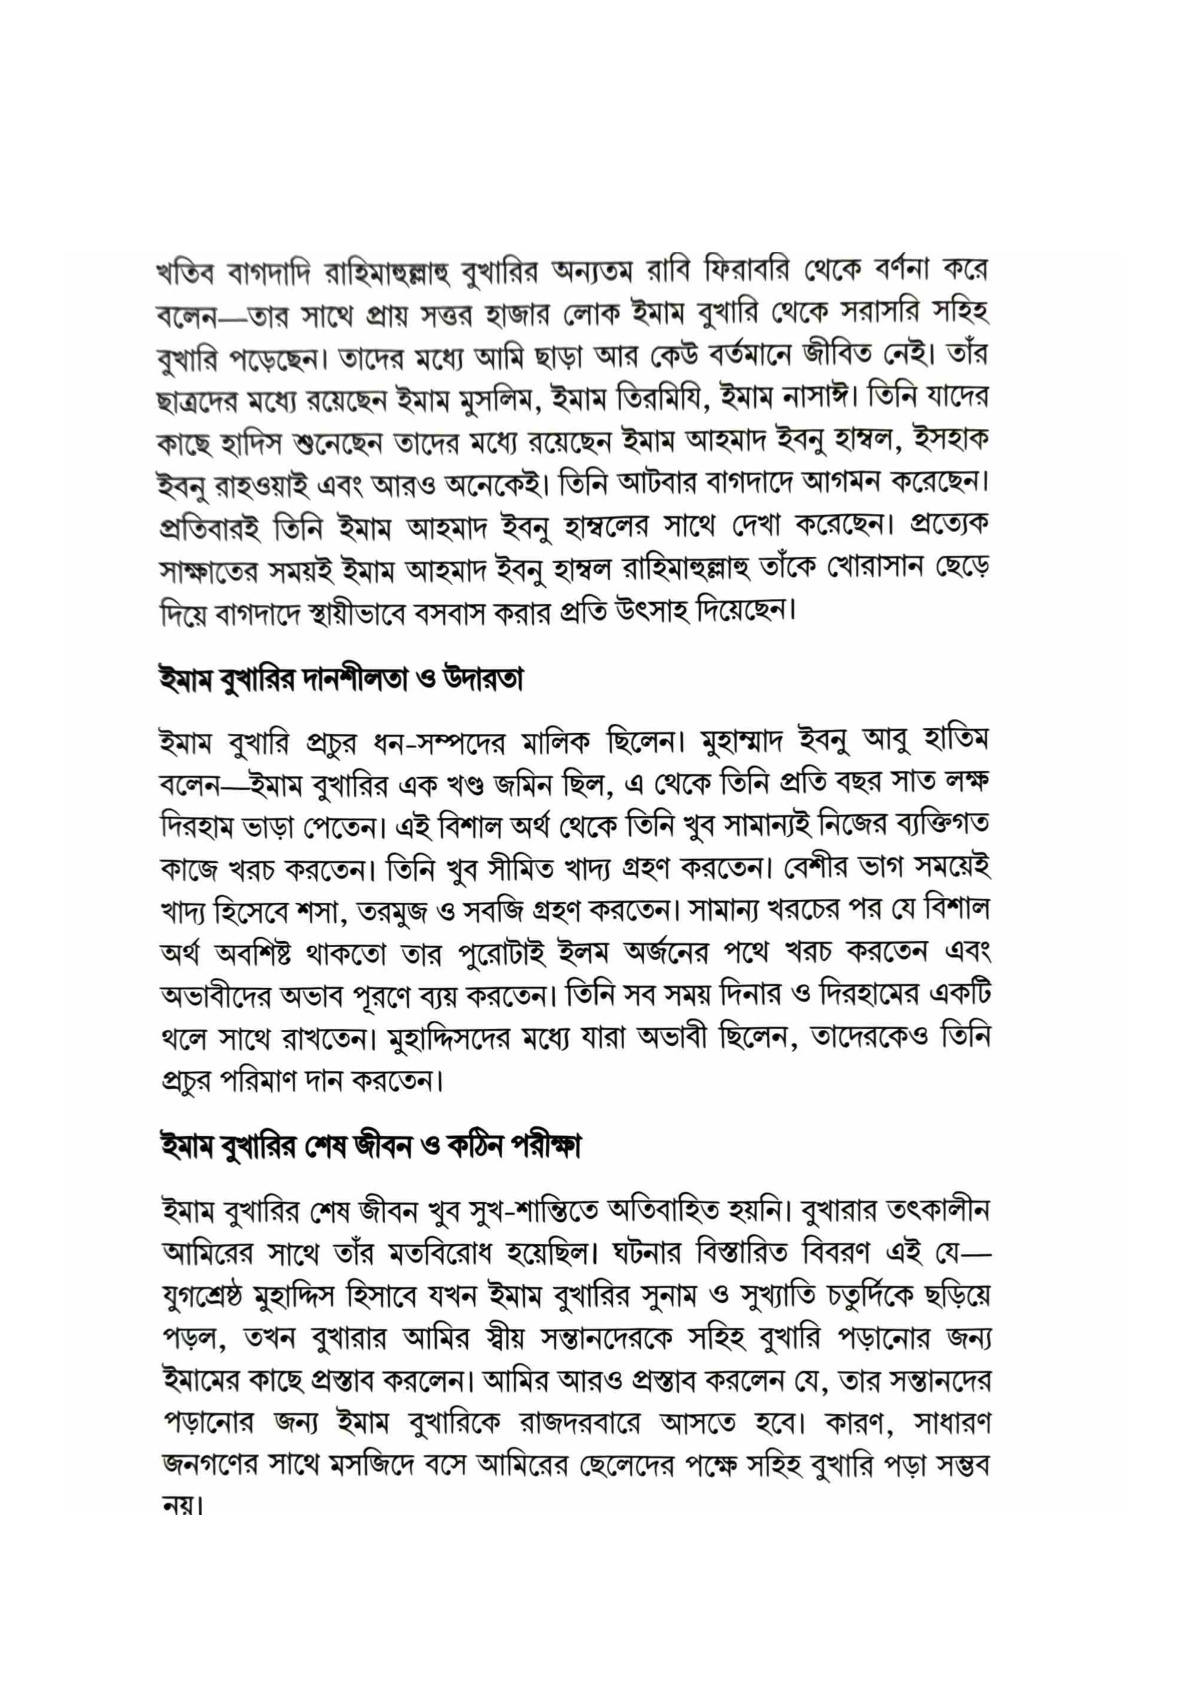 খতিব বাগদাদি রাহিমাহুল্লাহু বুখারির অন্যতম রাবি ফিরাবরি থেকে বর্ণনা করে
বলেন—তার সাথে প্রায় সত্তর হাজার লোক ইমাম বুখারি থেকে সরাসরি সহিহ
বুখারি পড়েছেন। তাদের মধ্যে আমি ছাড়া আর কেউ বর্তমানে জীবিত নেই। তাঁর
ছাত্রদের মধ্যে রয়েছেন ইমাম মুসলিম, ইমাম তিরমিযি, ইমাম নাসাঈ। তিনি যাদের
কাছে হাদিস শুনেছেন তাদের মধ্যে রয়েছেন ইমাম আহমাদ ইবনু হাম্বল, ইসহাক
ইবনু রাহওয়াই এবং আরও অনেকেই। তিনি আটবার বাগদাদে আগমন করেছেন।
প্রতিবারই তিনি ইমাম আহমাদ ইবনু হাম্বলের সাথে দেখা করেছেন। প্রত্যেক
সাক্ষাতের সময়ই ইমাম আহমাদ ইবনু হাম্বল রাহিমাহুল্লাহু তাঁকে খোরাসান ছেড়ে
দিয়ে বাগদাদে স্থায়ীভাবে বসবাস করার প্রতি উৎসাহ দিয়েছেন।
ইমাম বুখারির দানশীলতা ও উদারতা
ইমাম বুখারি প্রচুর ধন-সম্পদের মালিক ছিলেন। মুহাম্মাদ ইবনু আবু হাতিম
বলেন—ইমাম বুখারির এক খণ্ড জমিন ছিল, এ থেকে তিনি প্রতি বছর সাত লক্ষ
দিরহাম ভাড়া পেতেন। এই বিশাল অর্থ থেকে তিনি খুব সামান্যই নিজের ব্যক্তিগত
কাজে খরচ করতেন। তিনি খুব সীমিত খাদ্য গ্রহণ করতেন। বেশীর ভাগ সময়েই
খাদ্য হিসেবে শসা, তরমুজ ও সবজি গ্রহণ করতেন। সামান্য খরচের পর যে বিশাল
অর্থ অবশিষ্ট থাকতো তার পুরোটাই ইলম অর্জনের পথে খরচ করতেন এবং
অভাবীদের অভাব পূরণে ব্যয় করতেন। তিনি সব সময় দিনার ও দিরহামের একটি
থলে সাথে রাখতেন। মুহাদ্দিসদের মধ্যে যারা অভাবী ছিলেন, তাদেরকেও তিনি
প্রচুর পরিমাণ দান করতেন।
ইমাম বুখারির শেষ জীবন ও কঠিন পরীক্ষা
ইমাম বুখারির শেষ জীবন খুব সুখ-শান্তিতে অতিবাহিত হয়নি। বুখারার তৎকালীন
আমিরের সাথে তাঁর মতবিরোধ হয়েছিল। ঘটনার বিস্তারিত বিবরণ এই যে—
যুগশ্রেষ্ঠ মুহাদ্দিস হিসাবে যখন ইমাম বুখারির সুনাম ও সুখ্যাতি চতুর্দিকে ছড়িয়ে
পড়ল, তখন বুখারার আমির স্বীয় সন্তানদেরকে সহিহ বুখারি পড়ানোর জন্য
ইমামের কাছে প্রস্তাব করলেন। আমির আরও প্রস্তাব করলেন যে, তার সন্তানদের
পড়ানোর জন্য ইমাম বুখারিকে রাজদরবারে আসতে হবে। কারণ, সাধারণ
জনগণের সাথে মসজিদে বসে আমিরের ছেলেদের পক্ষে সহিহ বুখারি পড়া সম্ভব
নয়।